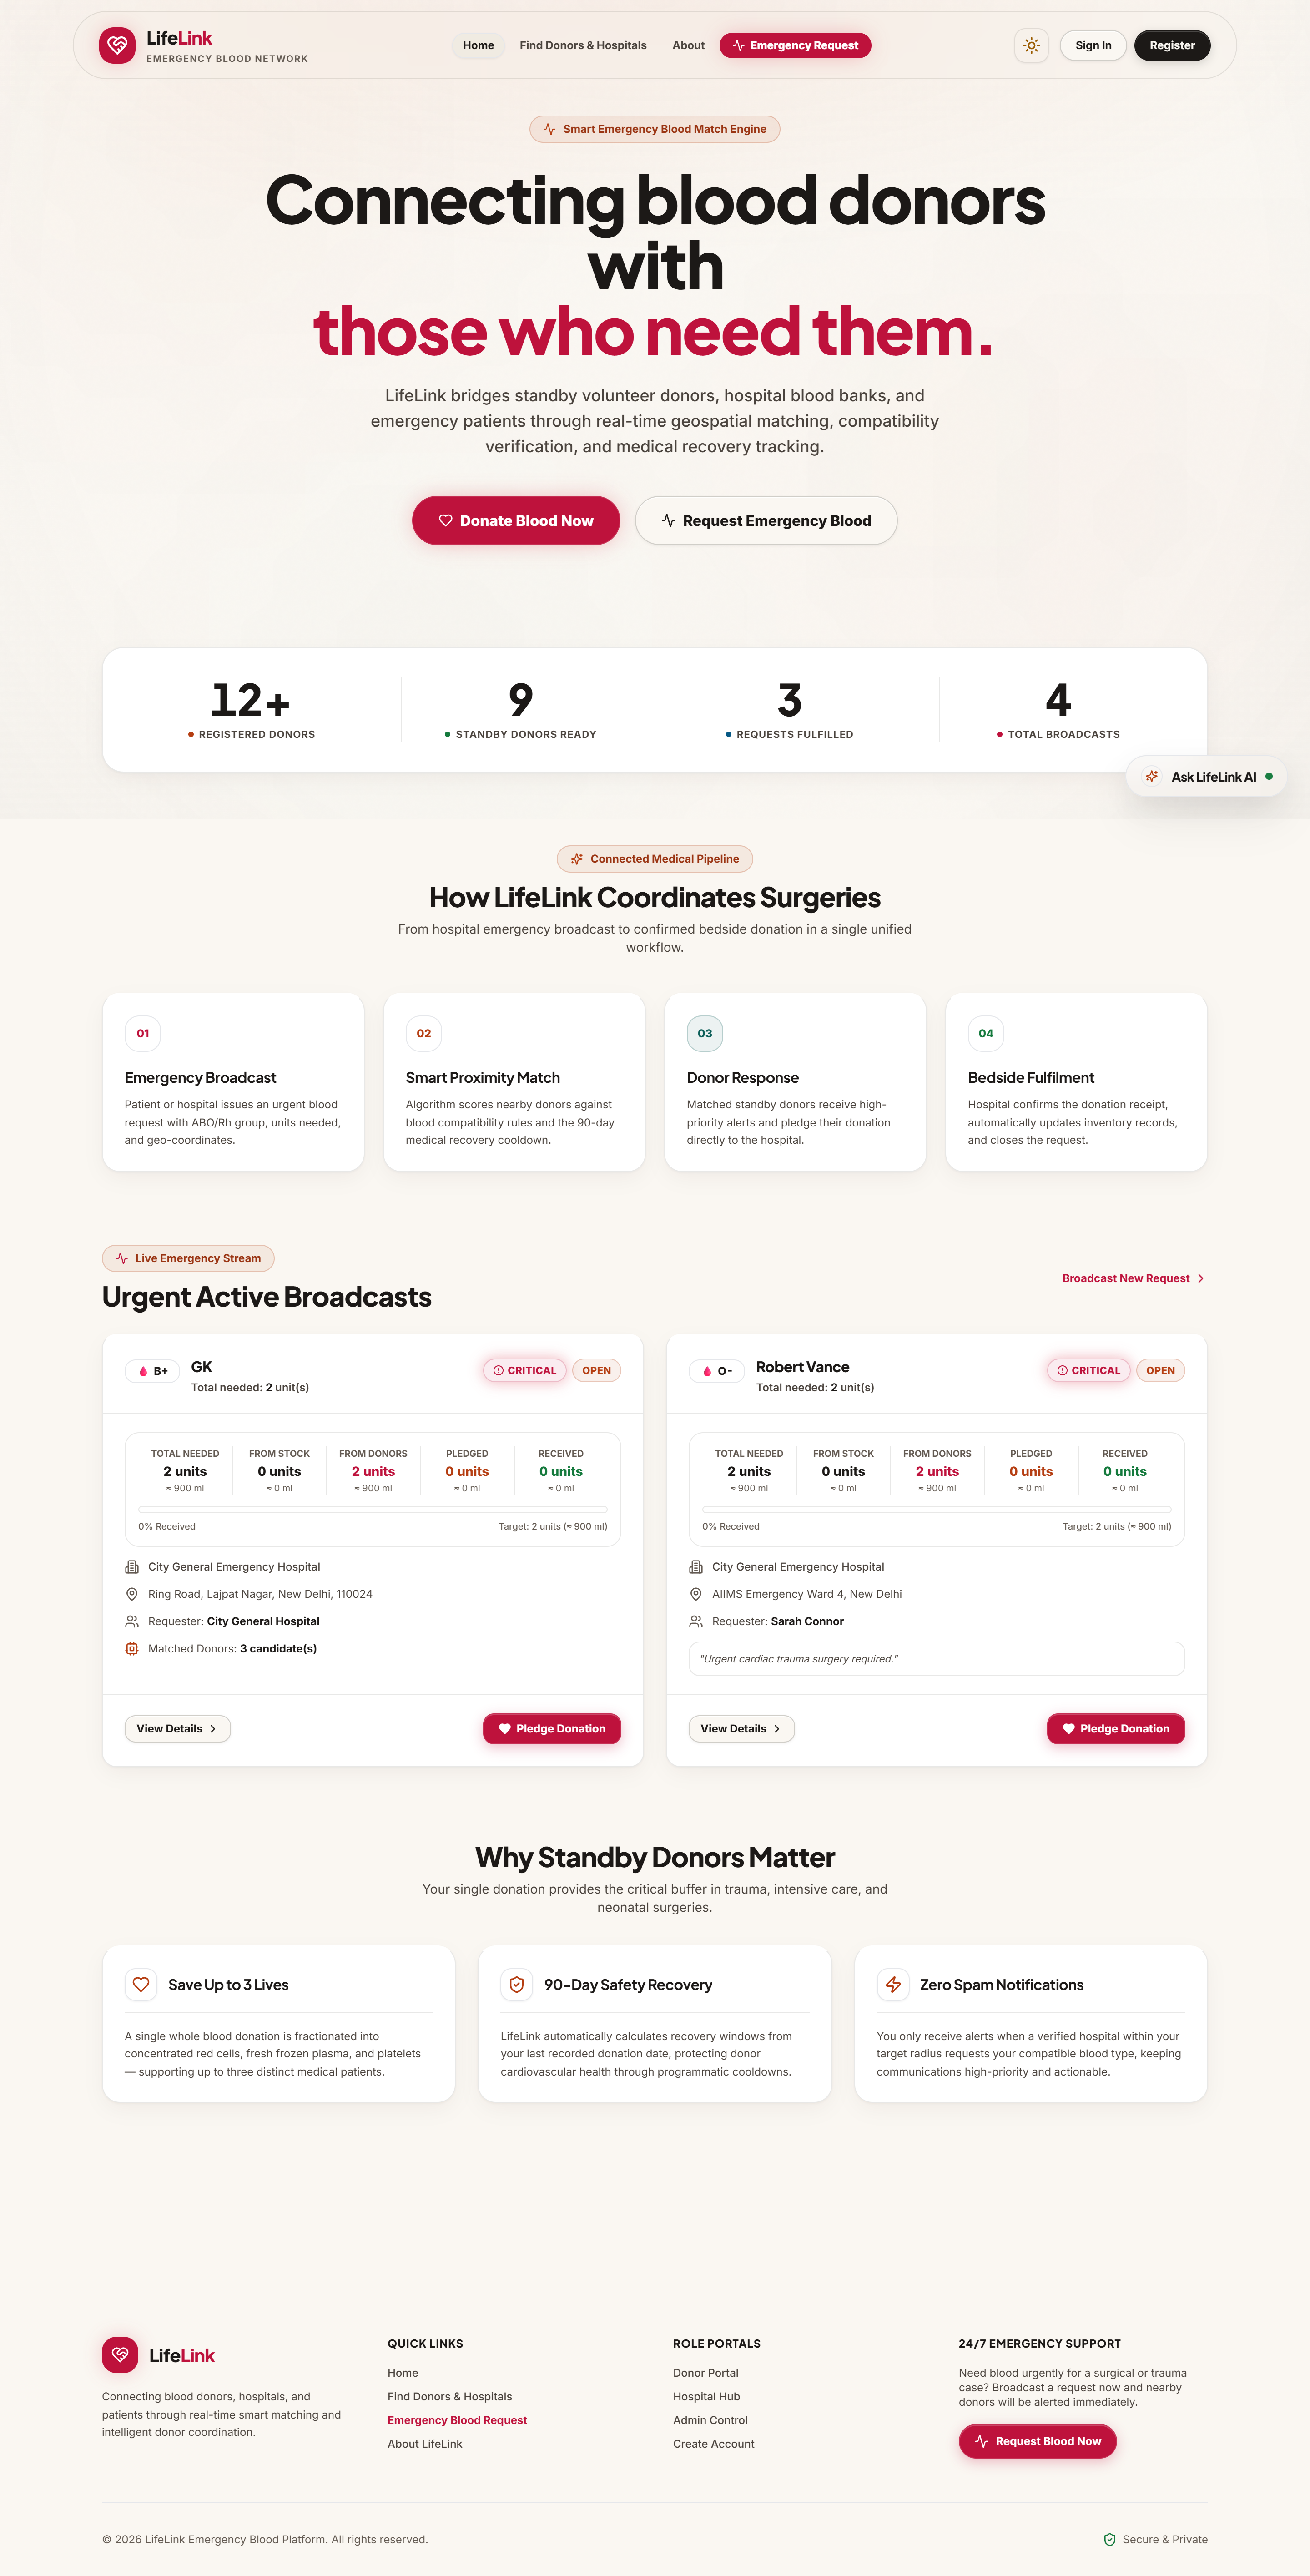 LifeLink
EMERGENCY BLOOD NETWORK
Home
Find Donors & Hospitals
About
Emergency Request
Sign In
Register
Smart Emergency Blood Match Engine
Connecting blood donors
with
those who need them.
LifeLink bridges standby volunteer donors, hospital blood banks, and
emergency patients through real-time geospatial matching, compatibility
verification, and medical recovery tracking.
Donate Blood Now
Request Emergency Blood
12+
REGISTERED DONORS
9
STANDBY DONORS READY
3
REQUESTS FULFILLED
4
TOTAL BROADCASTS
Ask LifeLink AI
Connected Medical Pipeline
How LifeLink Coordinates Surgeries
From hospital emergency broadcast to confirmed bedside donation in a single unified
workflow.
01
Emergency Broadcast
Patient or hospital issues an urgent blood
request with ABO/Rh group, units needed,
and geo-coordinates.
02
Smart Proximity Match
Algorithm scores nearby donors against
blood compatibility rules and the 90-day
medical recovery cooldown.
03
Donor Response
Matched standby donors receive high-
priority alerts and pledge their donation
directly to the hospital.
04
Bedside Fulfilment
Hospital confirms the donation receipt,
automatically updates inventory records,
and closes the request.
Live Emergency Stream
Urgent Active Broadcasts
Broadcast New Request
B+
GK
Total needed: 2 unit(s)
CRITICAL
OPEN
TOTAL NEEDED
2 units
≈ 900 ml
FROM STOCK
0 units
≈ 0 ml
FROM DONORS
2 units
≈ 900 ml
PLEDGED
0 units
≈ 0 ml
RECEIVED
0 units
≈ 0 ml
0% Received
Target: 2 units (≈ 900 ml)
City General Emergency Hospital
Ring Road, Lajpat Nagar, New Delhi, 110024
Requester: City General Hospital
Matched Donors: 3 candidate(s)
View Details
Pledge Donation
O-
Robert Vance
Total needed: 2 unit(s)
CRITICAL
OPEN
TOTAL NEEDED
2 units
≈ 900 ml
FROM STOCK
0 units
≈ 0 ml
FROM DONORS
2 units
≈ 900 ml
PLEDGED
0 units
≈ 0 ml
RECEIVED
0 units
≈ 0 ml
0% Received
Target: 2 units (≈ 900 ml)
City General Emergency Hospital
AIIMS Emergency Ward 4, New Delhi
Requester: Sarah Connor
"Urgent cardiac trauma surgery required."
View Details
Pledge Donation
Why Standby Donors Matter
Your single donation provides the critical buffer in trauma, intensive care, and
neonatal surgeries.
Save Up to 3 Lives
A single whole blood donation is fractionated into
concentrated red cells, fresh frozen plasma, and platelets
— supporting up to three distinct medical patients.
90-Day Safety Recovery
LifeLink automatically calculates recovery windows from
your last recorded donation date, protecting donor
cardiovascular health through programmatic cooldowns.
Zero Spam Notifications
You only receive alerts when a verified hospital within your
target radius requests your compatible blood type, keeping
communications high-priority and actionable.
LifeLink
Connecting blood donors, hospitals, and
patients through real-time smart matching and
intelligent donor coordination.
QUICK LINKS
Home
Find Donors & Hospitals
Emergency Blood Request
About LifeLink
ROLE PORTALS
Donor Portal
Hospital Hub
Admin Control
Create Account
24/7 EMERGENCY SUPPORT
Need blood urgently for a surgical or trauma
case? Broadcast a request now and nearby
donors will be alerted immediately.
Request Blood Now
© 2026 LifeLink Emergency Blood Platform. All rights reserved.
Secure & Private